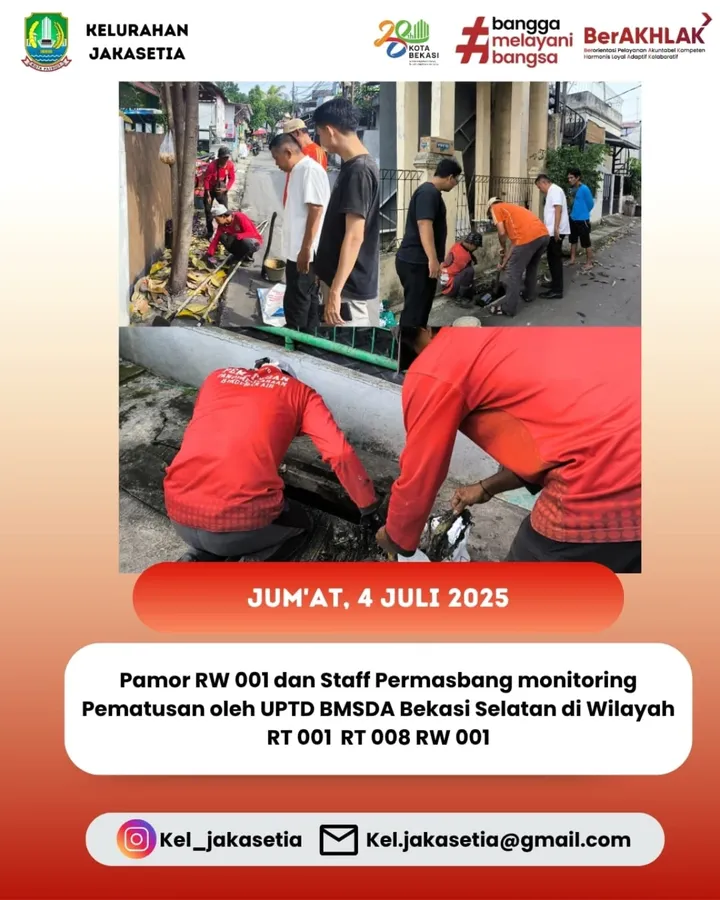 KELURAHAN
JAKASETIA
KOTA
BEKASI
#bangga
melayani
bangsa
BerAKHLAK
Berorientasi Pelayanan Akuntabel Kompeten
Harmonis Loyal Adaptif Kolaboratif
JUM'AT, 4 JULI 2025
Pamor RW 001 dan Staff Permasbang monitoring
Pematusan oleh UPTD BMSDA Bekasi Selatan di Wilayah
RT 001 RT 008 RW 001
Kel_jakasetia
Kel.jakasetia@gmail.com